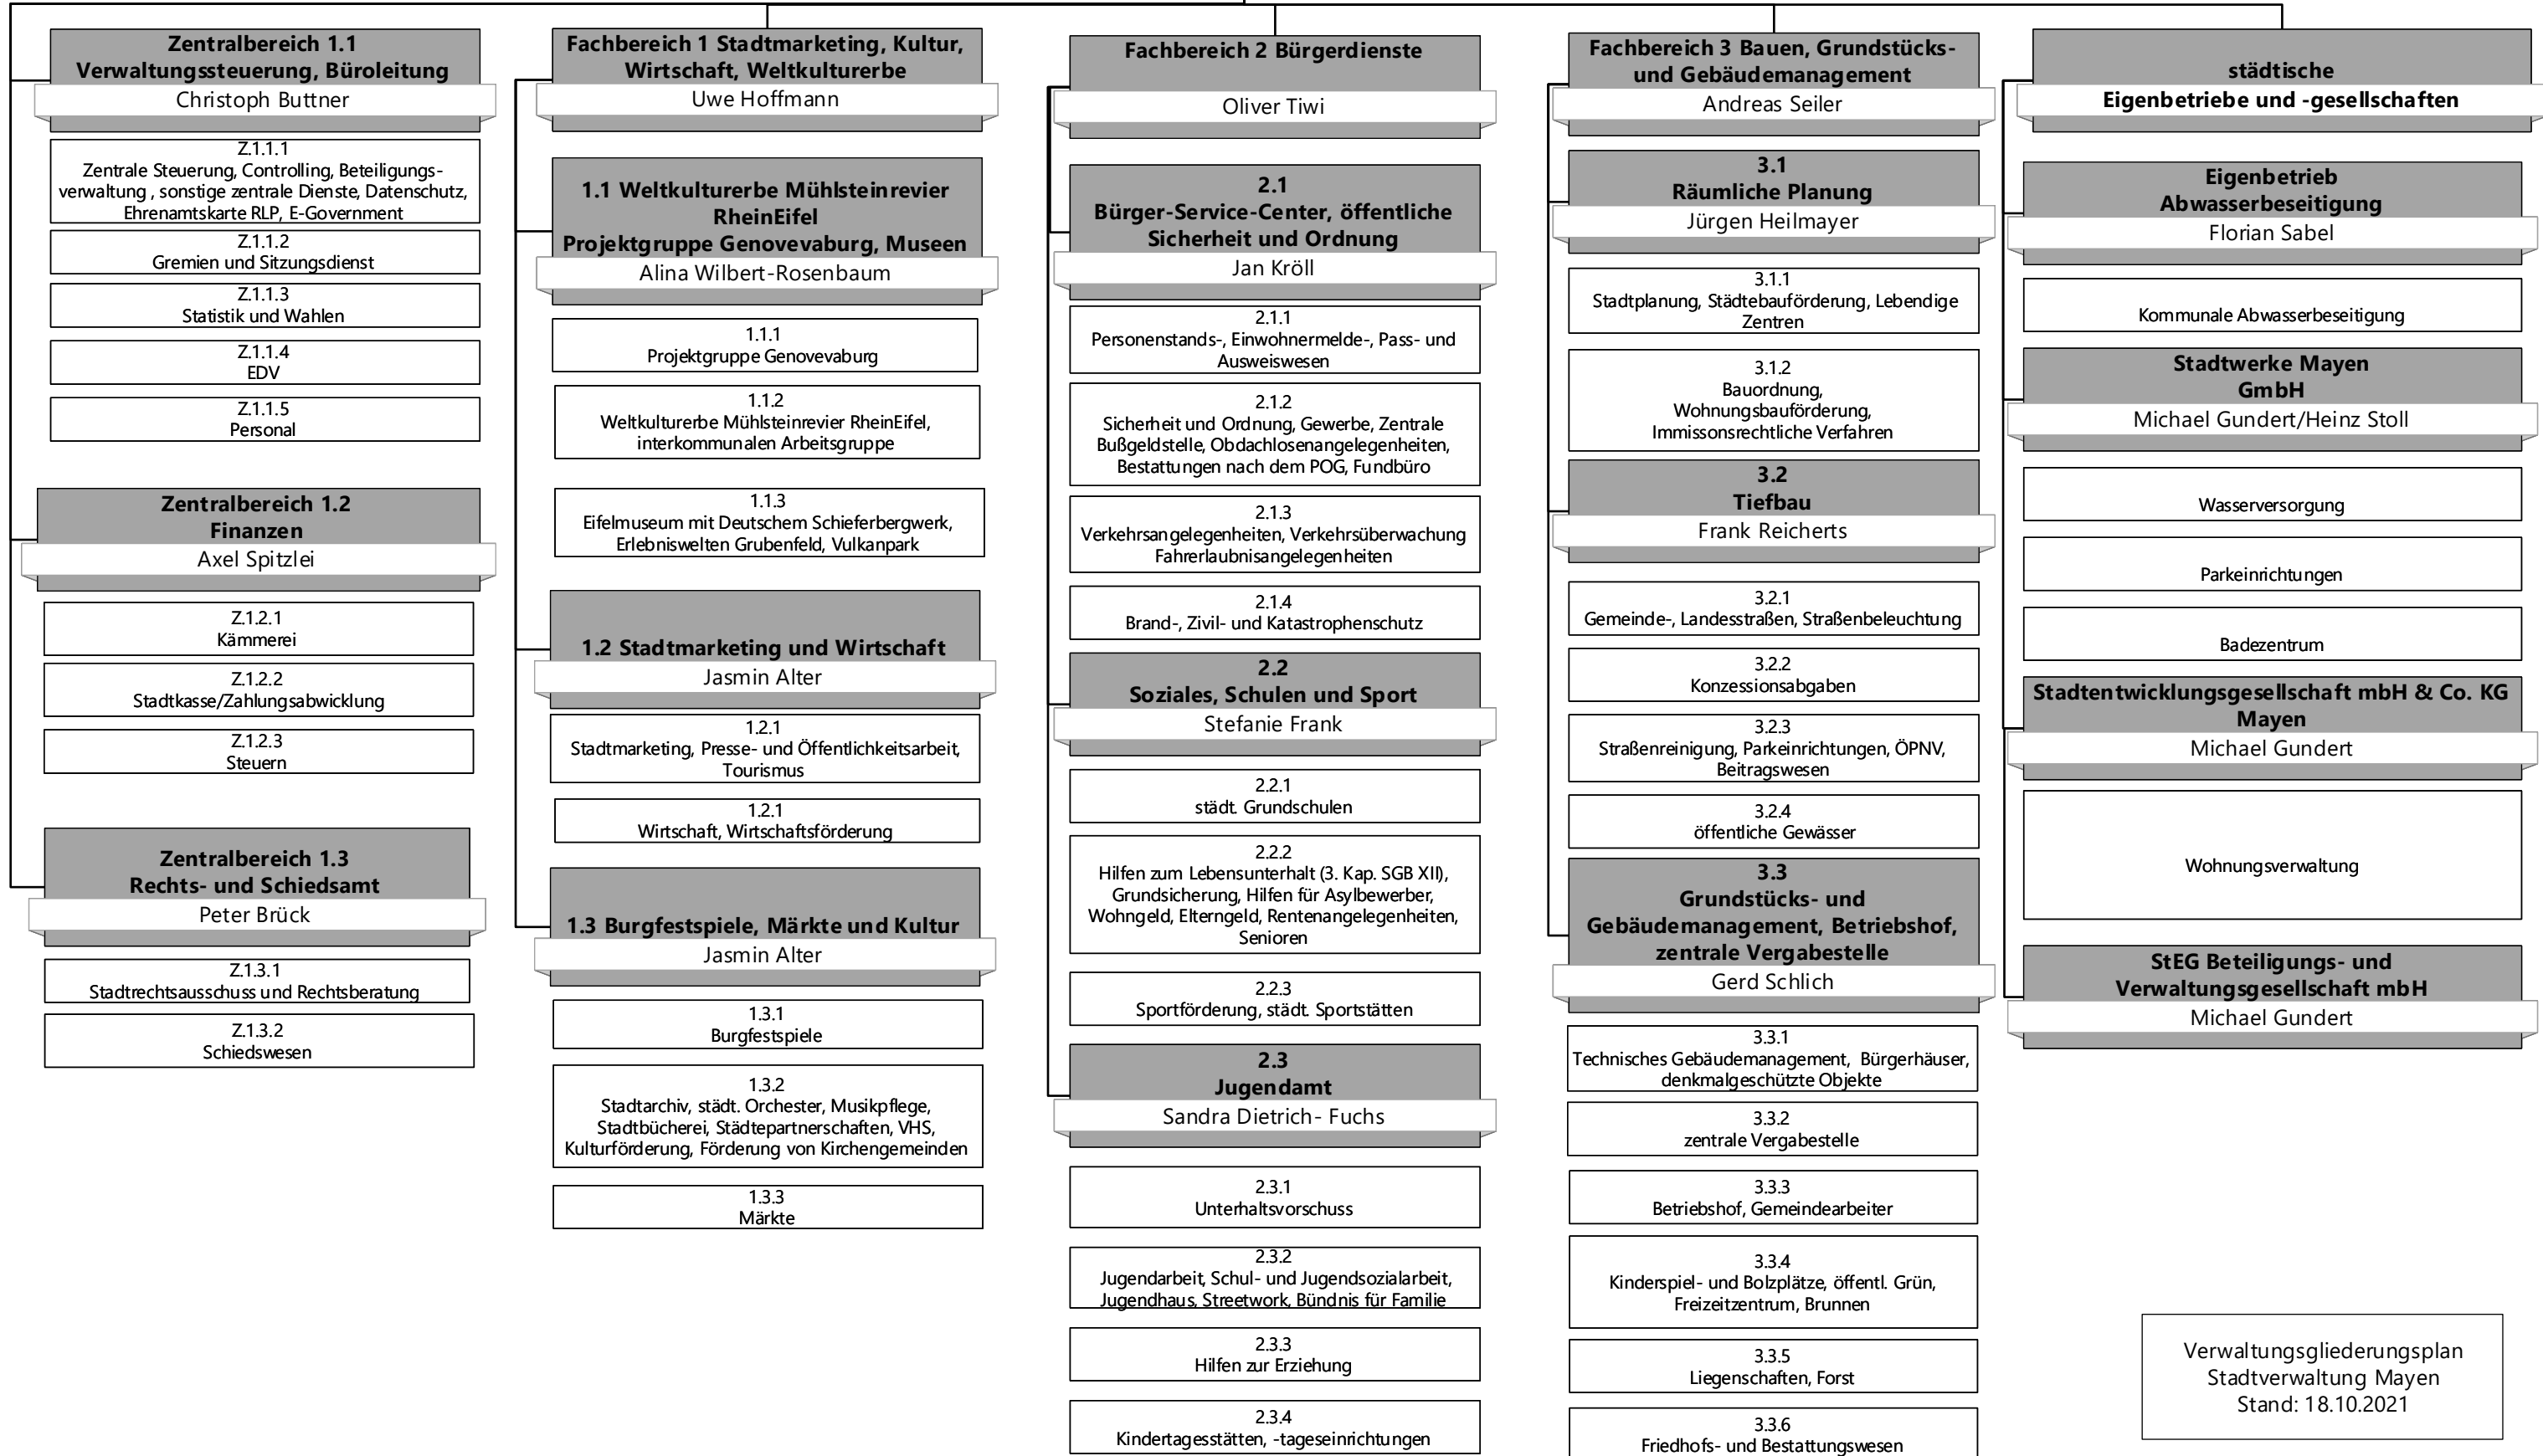 Zentralbereich 1.1
Verwaltungssteuerung, Büroleitung
Christoph Buttner
Z.1.1.1
Zentrale Steuerung, Controlling, Beteiligungs-
verwaltung , sonstige zentrale Dienste, Datenschutz,
Ehrenamtskarte RLP, E-Government
Z.1.1.2
Gremien und Sitzungsdienst
Z.1.1.3
Statistik und Wahlen
Z.1.1.4
EDV
Z.1.1.5
Personal
Zentralbereich 1.2
Finanzen
Axel Spitzlei
Z.1.2.1
Kämmerei
Z.1.2.2
Stadtkasse/Zahlungsabwicklung
Z.1.2.3
Steuern
Zentralbereich 1.3
Rechts- und Schiedsamt
Peter Brück
Z.1.3.1
Stadtrechtsausschuss und Rechtsberatung
Z.1.3.2
Schiedswesen
Fachbereich 1 Stadtmarketing, Kultur,
Wirtschaft, Weltkulturerbe
Uwe Hoffmann
1.1 Weltkulturerbe Mühlsteinrevier
RheinEifel
Projektgruppe Genovevaburg, Museen
Alina Wilbert-Rosenbaum
1.1.1
Projektgruppe Genovevaburg
1.1.2
Weltkulturerbe Mühlsteinrevier RheinEifel,
interkommunalen Arbeitsgruppe
1.1.3
Eifelmuseum mit Deutschem Schieferbergwerk,
Erlebniswelten Grubenfeld, Vulkanpark
1.2 Stadtmarketing und Wirtschaft
Jasmin Alter
1.2.1
Stadtmarketing, Presse- und Öffentlichkeitsarbeit,
Tourismus
1.2.1
Wirtschaft, Wirtschaftsförderung
1.3 Burgfestspiele, Märkte und Kultur
Jasmin Alter
1.3.1
Burgfestspiele
1.3.2
Stadtarchiv, städt. Orchester, Musikpflege,
Stadtbücherei, Städtepartnerschaften, VHS,
Kulturförderung, Förderung von Kirchengemeinden
1.3.3
Märkte
Fachbereich 2 Bürgerdienste
Oliver Tiwi
2.1
Bürger-Service-Center, öffentliche
Sicherheit und Ordnung
Jan Kröll
2.1.1
Personenstands-, Einwohnermelde-, Pass- und
Ausweiswesen
2.1.2
Sicherheit und Ordnung, Gewerbe, Zentrale
Bußgeldstelle, Obdachlosenangelegenheiten,
Bestattungen nach dem POG, Fundbüro
2.1.3
Verkehrsangelegenheiten, Verkehrsüberwachung
Fahrerlaubnisangelegenheiten
2.1.4
Brand-, Zivil- und Katastrophenschutz
2.2
Soziales, Schulen und Sport
Stefanie Frank
2.2.1
städt. Grundschulen
2.2.2
Hilfen zum Lebensunterhalt (3. Kap. SGB XII),
Grundsicherung, Hilfen für Asylbewerber,
Wohngeld, Elterngeld, Rentenangelegenheiten,
Senioren
2.2.3
Sportförderung, städt. Sportstätten
2.3
Jugendamt
Sandra Dietrich- Fuchs
2.3.1
Unterhaltsvorschuss
2.3.2
Jugendarbeit, Schul- und Jugendsozialarbeit,
Jugendhaus, Streetwork, Bündnis für Familie
2.3.3
Hilfen zur Erziehung
2.3.4
Kindertagesstätten, -tageseinrichtungen
Fachbereich 3 Bauen, Grundstücks-
und Gebäudemanagement
Andreas Seiler
3.1
Räumliche Planung
Jürgen Heilmayer
3.1.1
Stadtplanung, Städtebauförderung, Lebendige
Zentren
3.1.2
Bauordnung,
Wohnungsbauförderung,
Immissonsrechtliche Verfahren
3.2
Tiefbau
Frank Reicherts
3.2.1
Gemeinde-, Landesstraßen, Straßenbeleuchtung
3.2.2
Konzessionsabgaben
3.2.3
Straßenreinigung, Parkeinrichtungen, ÖPNV,
Beitragswesen
3.2.4
öffentliche Gewässer
3.3
Grundstücks- und
Gebäudemanagement, Betriebshof,
zentrale Vergabestelle
Gerd Schlich
3.3.1
Technisches Gebäudemanagement, Bürgerhäuser,
denkmalgeschützte Objekte
3.3.2
zentrale Vergabestelle
3.3.3
Betriebshof, Gemeindearbeiter
3.3.4
Kinderspiel- und Bolzplätze, öffentl. Grün,
Freizeitzentrum, Brunnen
3.3.5
Liegenschaften, Forst
3.3.6
Friedhofs- und Bestattungswesen
städtische
Eigenbetriebe und -gesellschaften
Eigenbetrieb
Abwasserbeseitigung
Florian Sabel
Kommunale Abwasserbeseitigung
Stadtwerke Mayen
GmbH
Michael Gundert/Heinz Stoll
Wasserversorgung
Parkeinrichtungen
Badezentrum
Stadtentwicklungsgesellschaft mbH & Co. KG
Mayen
Michael Gundert
Wohnungsverwaltung
StEG Beteiligungs- und
Verwaltungsgesellschaft mbH
Michael Gundert
Verwaltungsgliederungsplan
Stadtverwaltung Mayen
Stand: 18.10.2021